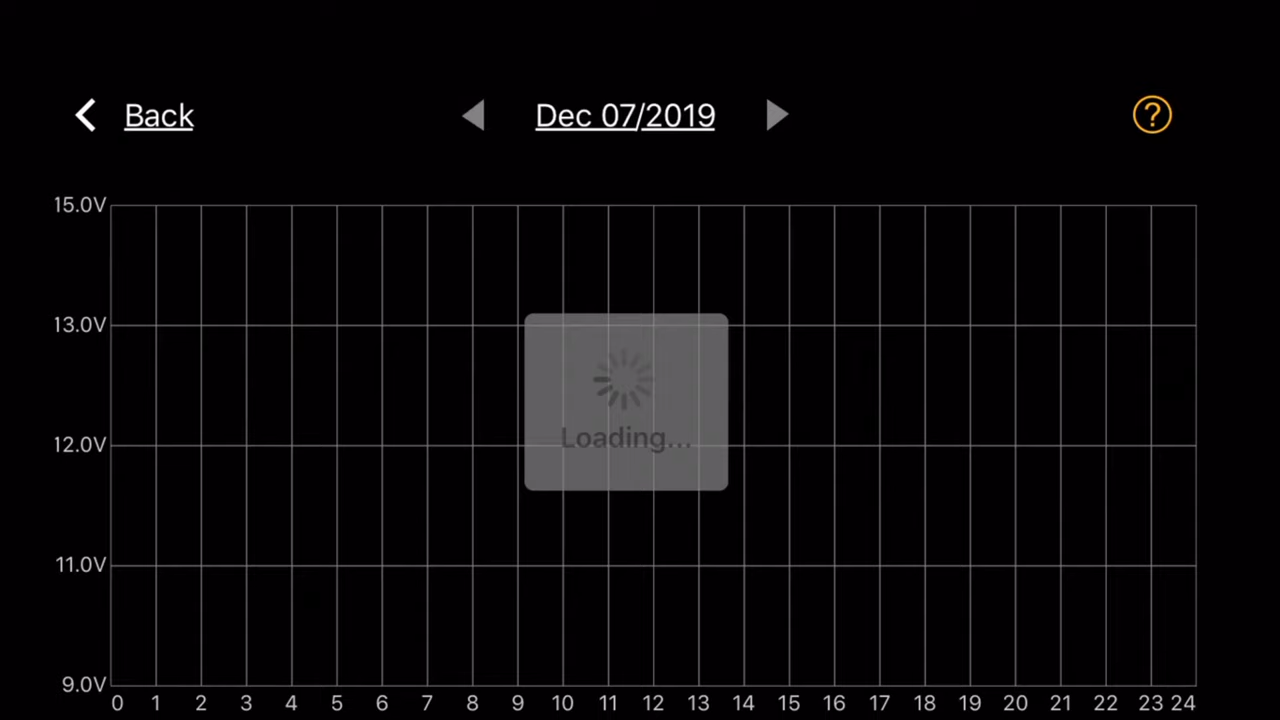 Back
Dec 07/2019
?
15.0V
13.0V
Loading...
12.0V
11.0V
9.0V
0 1 2 3 4 5 6 7 8 9 10 11 12 13 14 15 16 17 18 19 20 21 22 23 24